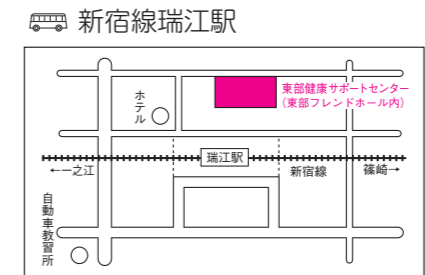 新宿線瑞江駅
東部健康サポートセンター
(東部フレンドホール内)
ホテル
瑞江駅
←一之江
新宿線
篠崎→
自動車教習所